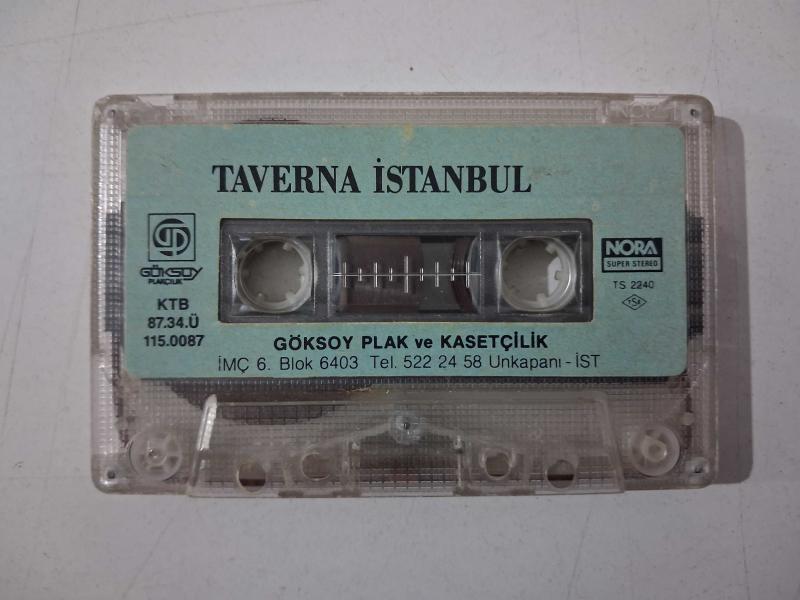 TAVERNA İSTANBUL
GÖKSOY
PLAKÇILIK
KTB
87.34.Ü
115.0087
NORA
SUPER STEREO
TS 2240
TSE
GÖKSOY PLAK ve KASETÇİLİK
İMÇ 6. Blok 6403 Tel. 522 24 58 Unkapanı - İST